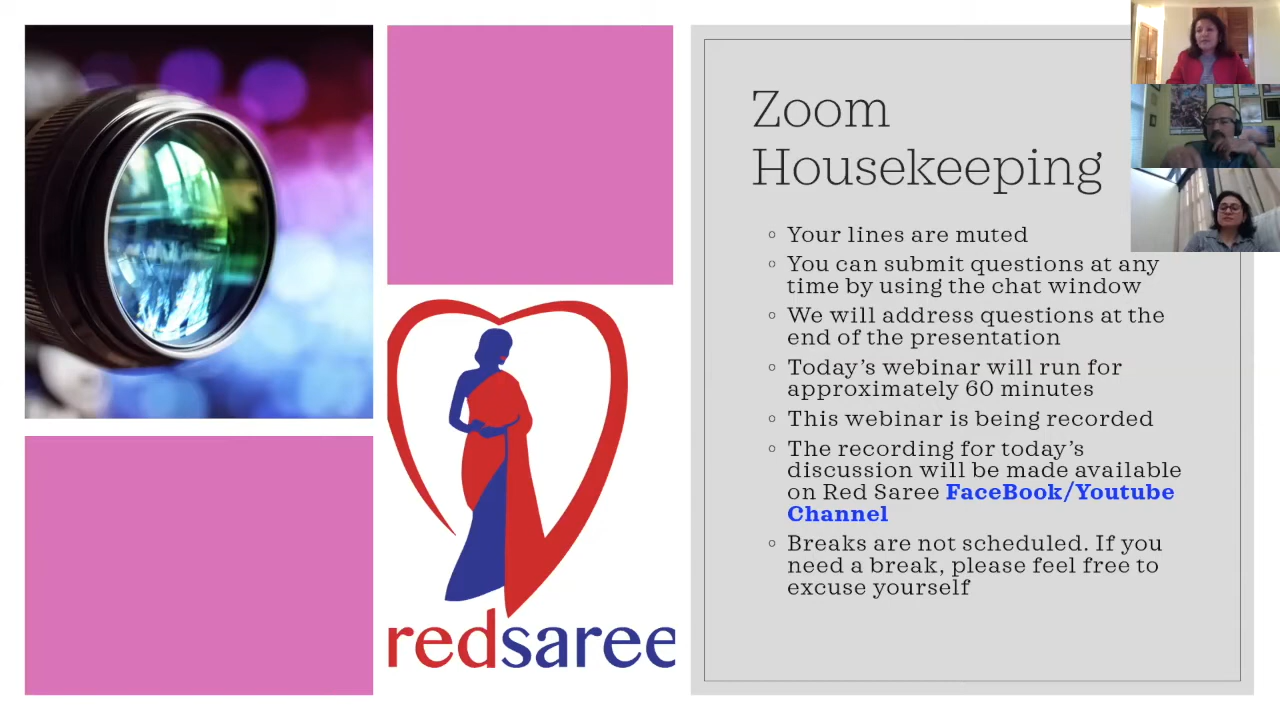 Zoom
Housekeeping
Your lines are muted
You can submit questions at any
time by using the chat window
We will address questions at the
end of the presentation
Today’s webinar will run for
approximately 60 minutes
This webinar is being recorded
The recording for today’s
discussion will be made available
on Red Saree FaceBook/Youtube
Channel
Breaks are not scheduled. If you
need a break, please feel free to
excuse yourself
redsaree